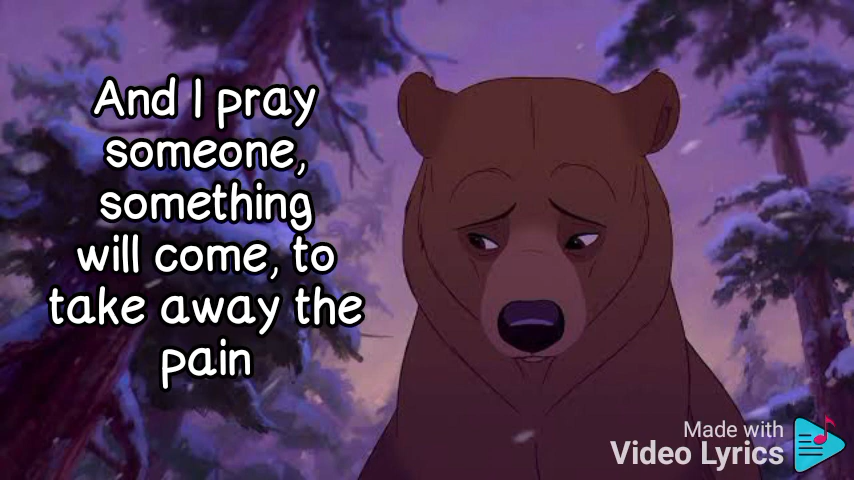 And I pray
someone,
something
will come, to
take away the
pain
Made with
Video Lyrics